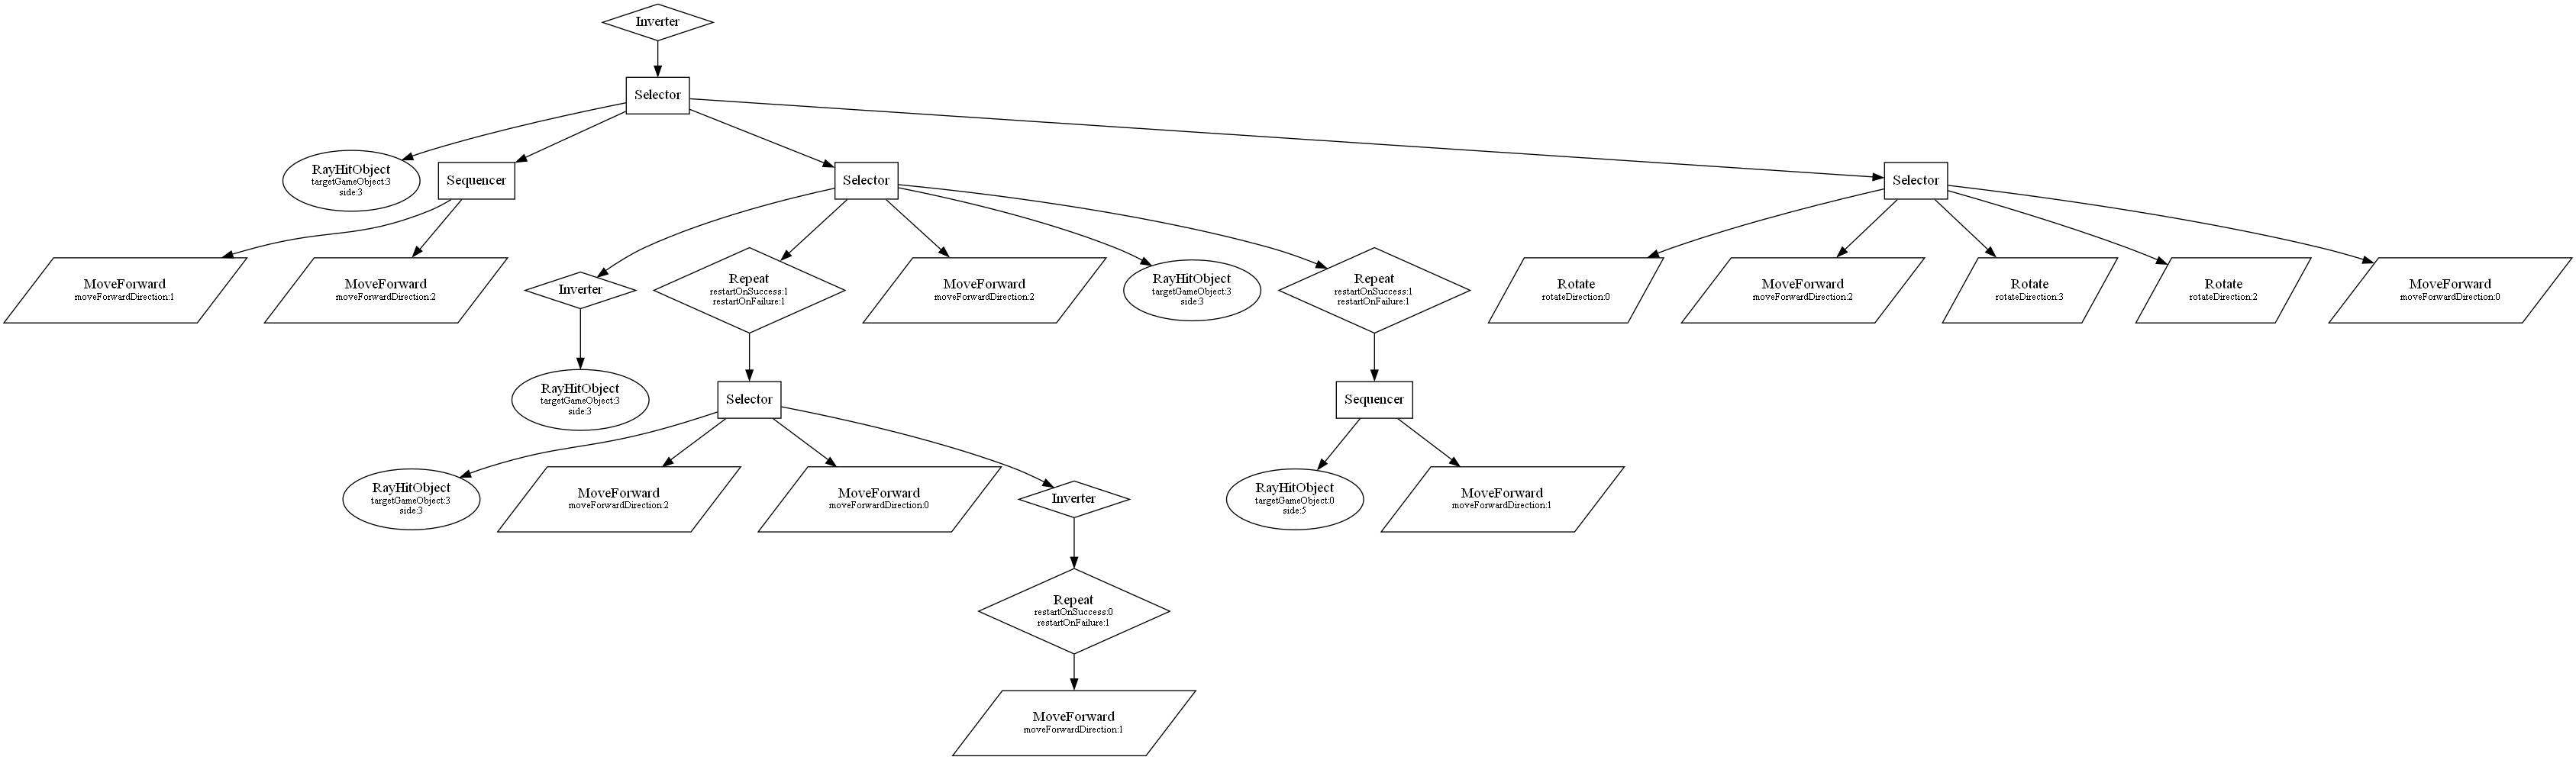 Inverter
Selector
RayHitObject
targetGameObject:3
side:3
Sequencer
Selector
Selector
MoveForward
moveForwardDirection:1
MoveForward
moveForwardDirection:2
Inverter
Repeat
restartOnSuccess:1
restartOnFailure:1
MoveForward
moveForwardDirection:2
RayHitObject
targetGameObject:3
side:3
Repeat
restartOnSuccess:1
restartOnFailure:1
Rotate
rotateDirection:0
MoveForward
moveForwardDirection:2
Rotate
rotateDirection:3
Rotate
rotateDirection:2
MoveForward
moveForwardDirection:0
RayHitObject
targetGameObject:3
side:3
Selector
Sequencer
RayHitObject
targetGameObject:3
side:3
MoveForward
moveForwardDirection:2
MoveForward
moveForwardDirection:0
Inverter
RayHitObject
targetGameObject:0
side:5
MoveForward
moveForwardDirection:1
Repeat
restartOnSuccess:0
restartOnFailure:1
MoveForward
moveForwardDirection:1